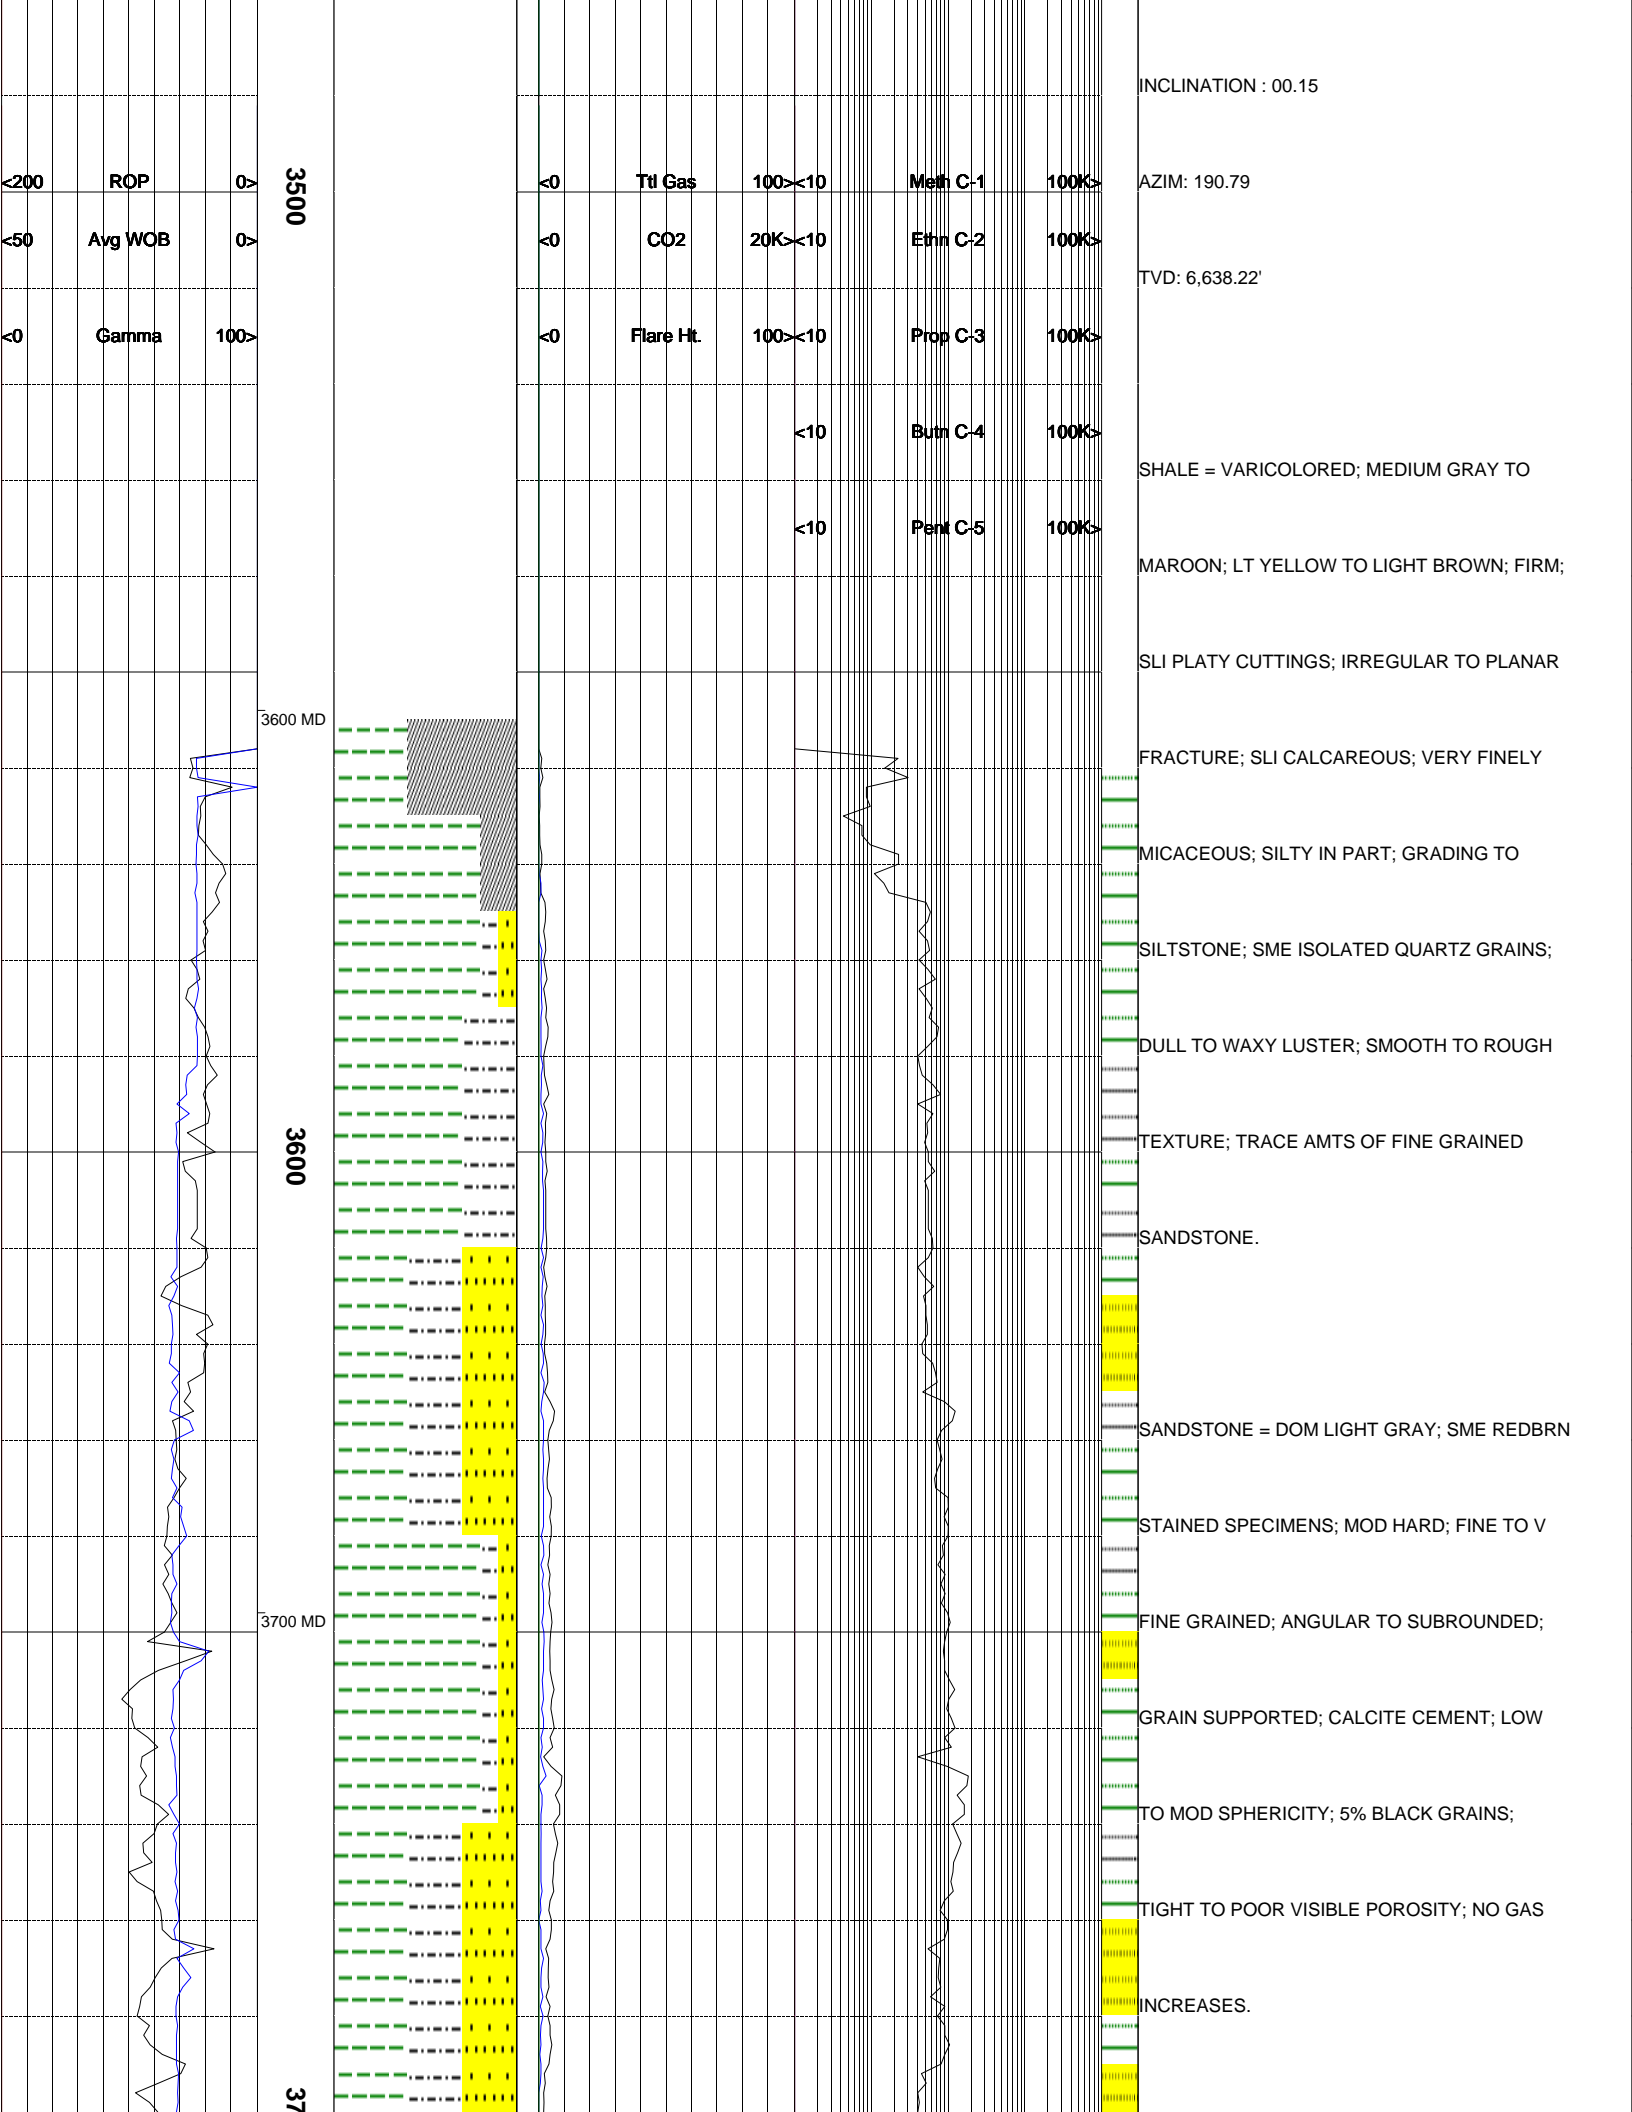 INCLINATION : 00.15
<200 ROP 0> 3500 <0 Ttl Gas 100> <10 Meth C-1 100K> AZIM: 190.79
<50 Avg WOB 0> <0 CO2 20K> <10 Ethn C-2 100K>
TVD: 6,638.22'
<0 Gamma 100> <0 Flare Ht. 100> <10 Prop C-3 100K>
<10 Butn C-4 100K>
SHALE = VARICOLORED; MEDIUM GRAY TO
<10 Pent C-5 100K>
MAROON; LT YELLOW TO LIGHT BROWN; FIRM;
SLI PLATY CUTTINGS; IRREGULAR TO PLANAR
3600 MD
FRACTURE; SLI CALCAREOUS; VERY FINELY
MICACEOUS; SILTY IN PART; GRADING TO
SILTSTONE; SME ISOLATED QUARTZ GRAINS;
DULL TO WAXY LUSTER; SMOOTH TO ROUGH
3600 TEXTURE; TRACE AMTS OF FINE GRAINED
SANDSTONE.
SANDSTONE = DOM LIGHT GRAY; SME REDBRN
STAINED SPECIMENS; MOD HARD; FINE TO V
3700 MD FINE GRAINED; ANGULAR TO SUBROUNDED;
GRAIN SUPPORTED; CALCITE CEMENT; LOW
TO MOD SPHERICITY; 5% BLACK GRAINS;
TIGHT TO POOR VISIBLE POROSITY; NO GAS
INCREASES.
37